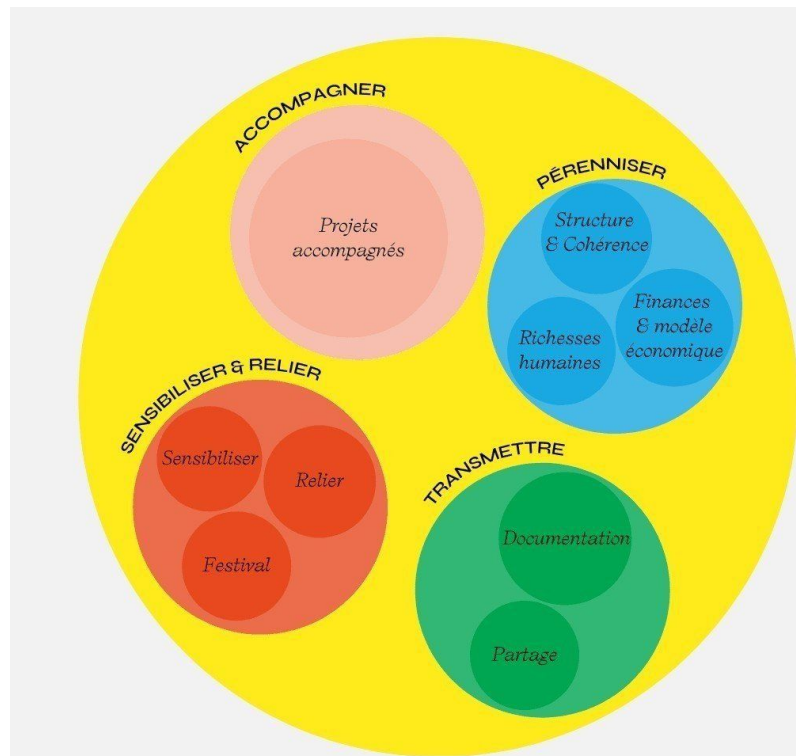 ACCOMPAGNER
Projets
accompagnés
PÉRENNISER
Structure
& Cohérence
Finances
& modèle
économique
Richesses
humaines
SENSIBILISER & RELIER
Sensibiliser
Relier
Festival
TRANSMETTRE
Documentation
Partage